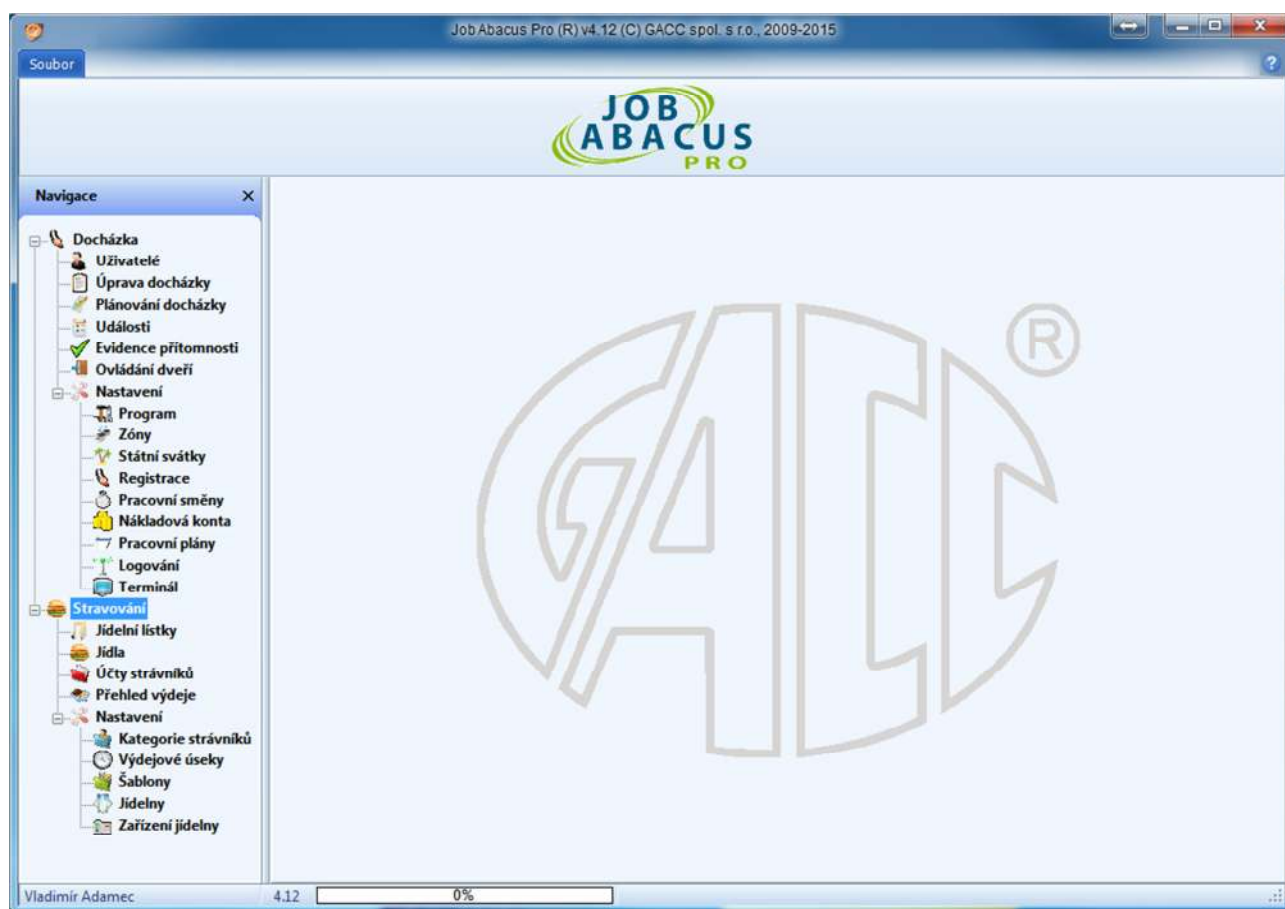 Job Abacus Pro (R) v4.12 (C) GACC spol. s r.o., 2009-2015
Soubor
JOB
ABACUS
PRO
Navigace
Docházka
Uživatelé
Úprava docházky
Plánování docházky
Události
Evidence přítomnosti
Ovládání dveří
Nastavení
Program
Zóny
Státní svátky
Registrace
Pracovní směny
Nákladová konta
Pracovní plány
Logování
Terminál
Stravování
Jídelní lístky
Jídla
Účty strávníků
Přehled výdeje
Nastavení
Kategorie strávníků
Výdejové úseky
Šablony
Jídelny
Zařízení jídelny
GACC ®
Vladimír Adamec 4.12 0%